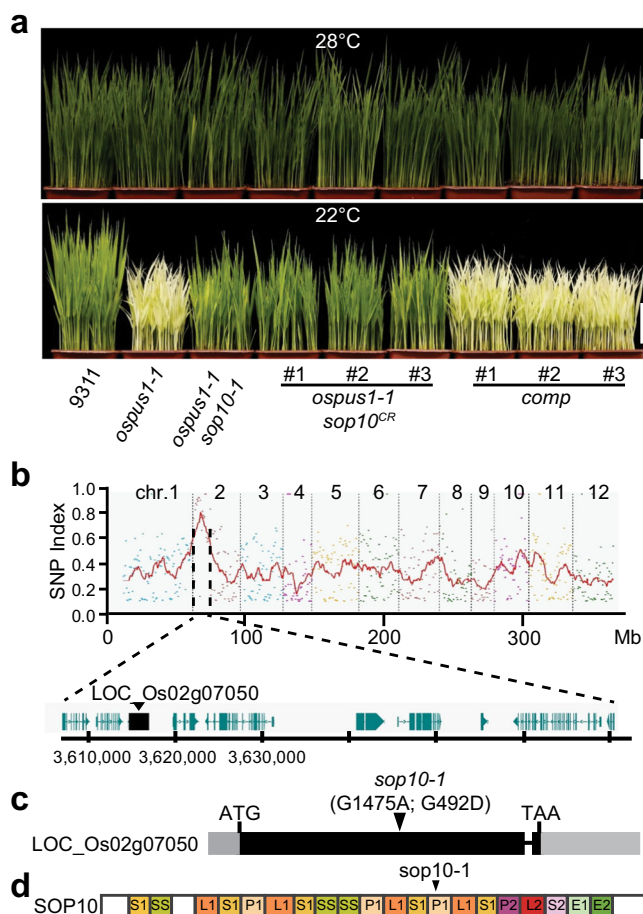 a
28°C
22°C
9311
ospus1-1
ospus1-1 sop10-1
#1 #2 #3
ospus1-1 sop10CR
#1 #2 #3
comp
b
chr.1 2 3 4 5 6 7 8 9 10 11 12
SNP Index
1.0
0.8
0.6
0.4
0.2
0.0
0 100 200 300 Mb
LOC_Os02g07050
3,610,000 3,620,000 3,630,000
c
sop10-1
(G1475A; G492D)
ATG TAA
LOC_Os02g07050
sop10-1
d
SOP10 S1 SS L1 S1 P1 L1 S1 SS SS P1 L1 S1 P1 L1 S1 P2 L2 S2 E1 E2